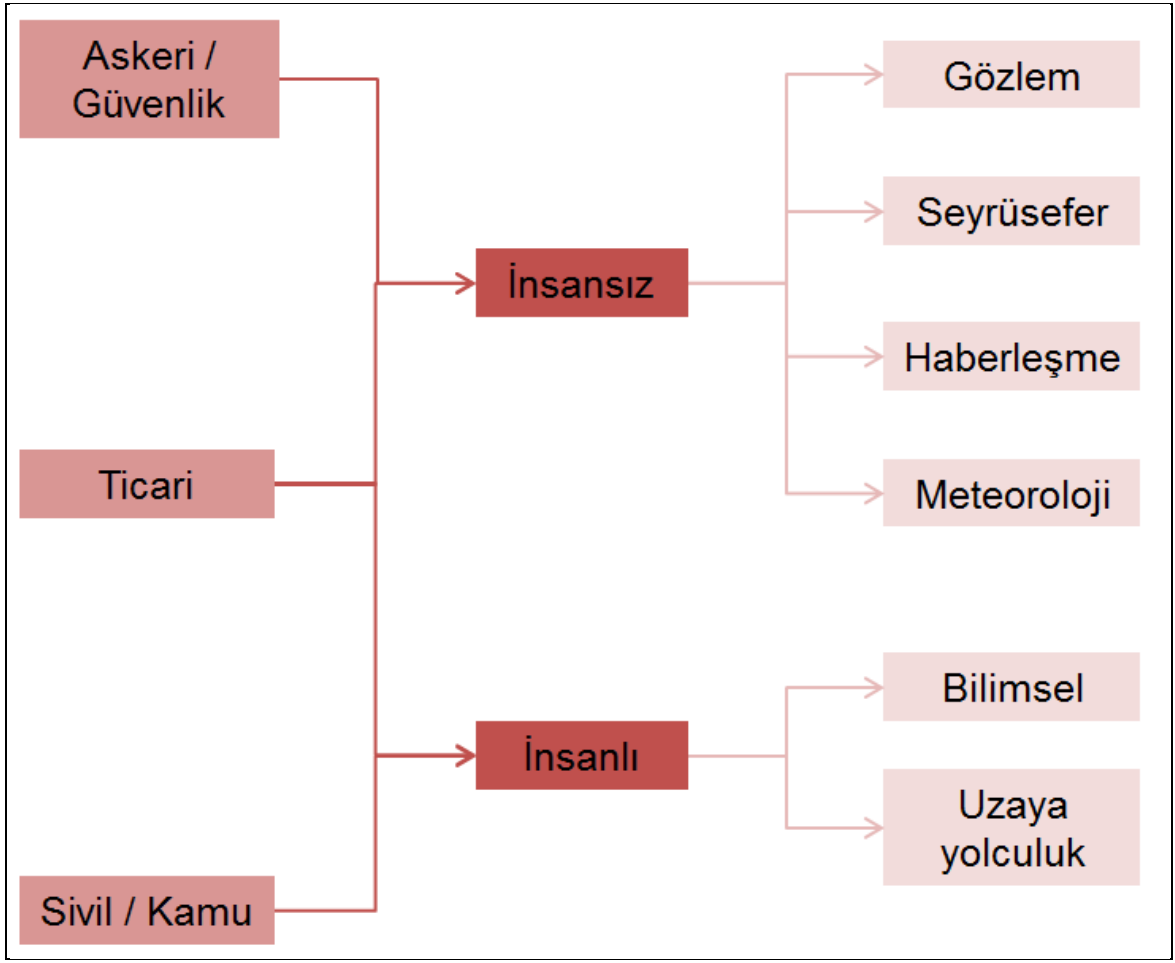 Askeri /
Güvenlik
Ticari
Sivil / Kamu
İnsansız
İnsanlı
Gözlem
Seyrüsefer
Haberleşme
Meteoroloji
Bilimsel
Uzaya
yolculuk